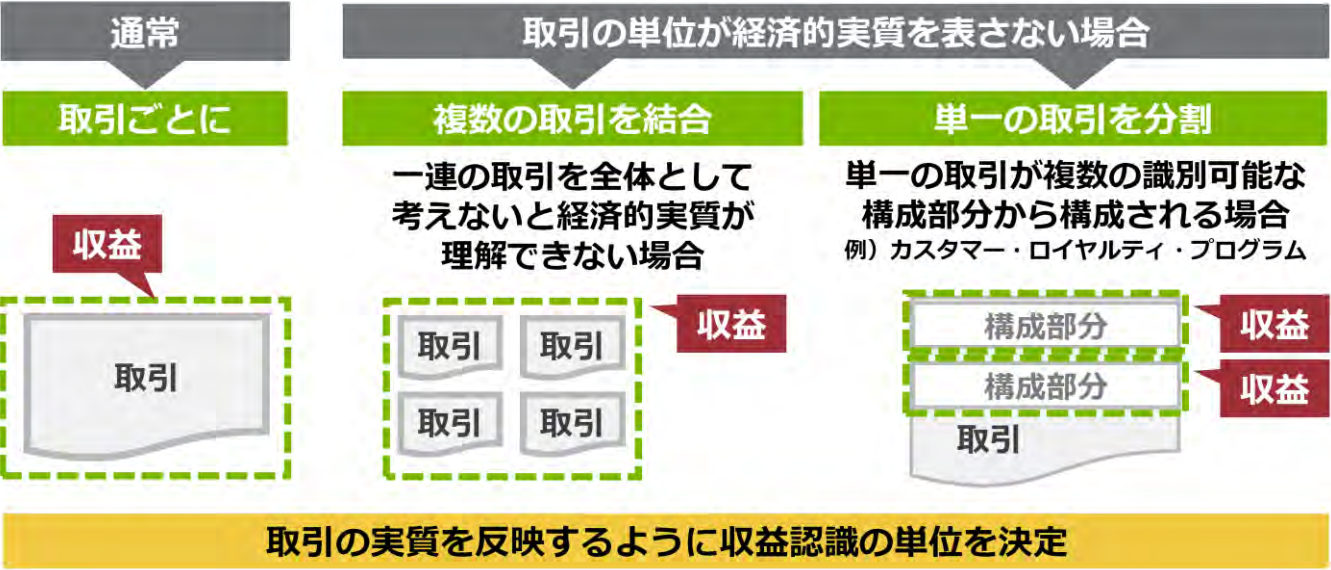 通常
取引ごとに
収益
取引
取引の単位が経済的実質を表さない場合
複数の取引を結合
一連の取引を全体として
考えないと経済的実質が
理解できない場合
収益
取引
取引
取引
取引
単一の取引を分割
単一の取引が複数の識別可能な
構成部分から構成される場合
例）カスタマー・ロイヤルティ・プログラム
構成部分
収益
構成部分
収益
取引
取引の実質を反映するように収益認識の単位を決定